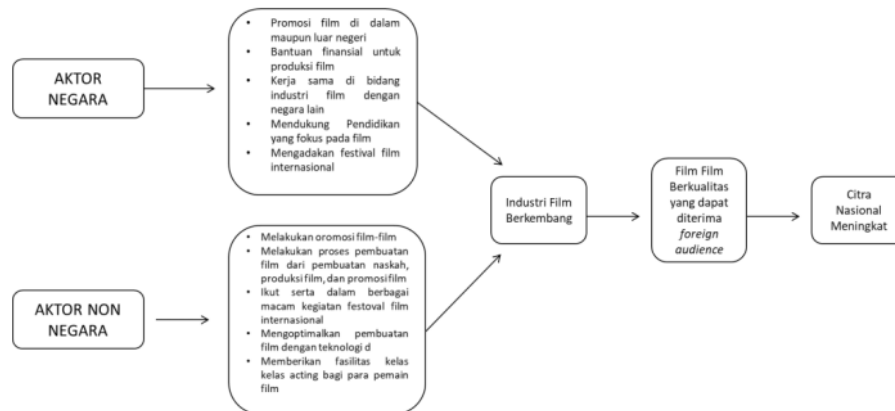 AKTOR
NEGARA
• Promosi film di dalam
maupun luar negeri
• Bantuan finansial untuk
produksi film
• Kerja sama di bidang
industri film dengan
negara lain
• Mendukung Pendidikan
yang fokus pada film
• Mengadakan festival film
internasional
AKTOR NON
NEGARA
• Melakukan oromosi film-film
• Melakukan proses pembuatan
film dari pembuatan naskah,
produksi film, dan promosi film
• Ikut serta dalam berbagai
macam kegiatan festoval film
internasional
• Mengoptimalkan pembuatan
film dengan teknologi d
• Memberikan fasilitas kelas
kelas acting bagi para pemain
film
Industri Film
Berkembang
Film Film
Berkualitas
yang dapat
diterima
foreign
audience
Citra
Nasional
Meningkat